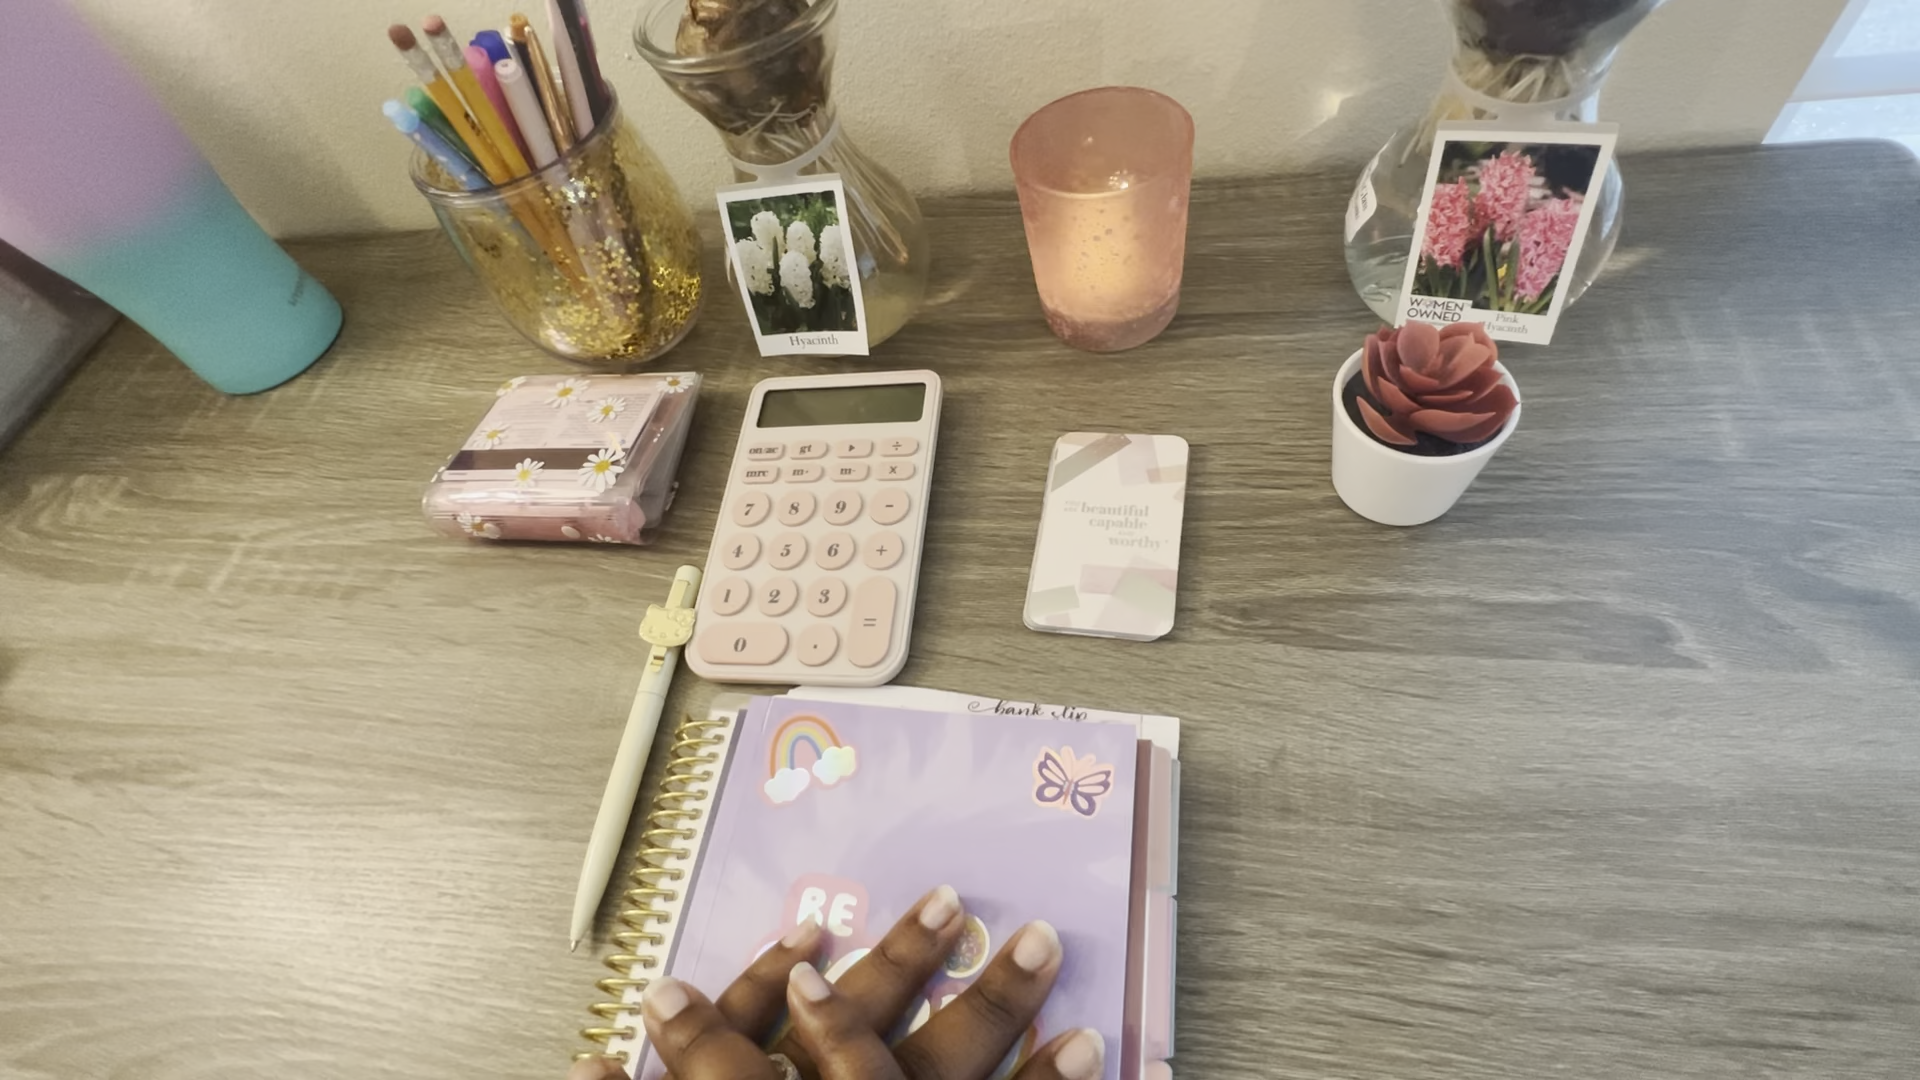 Hyacinth
WOMEN
OWNED
Pink
Hyacinth
on/ac gt ÷
mrc m+ m- ×
7 8 9 -
4 5 6 +
1 2 3
0 . =
beautiful
capable
worthy
bank
BE